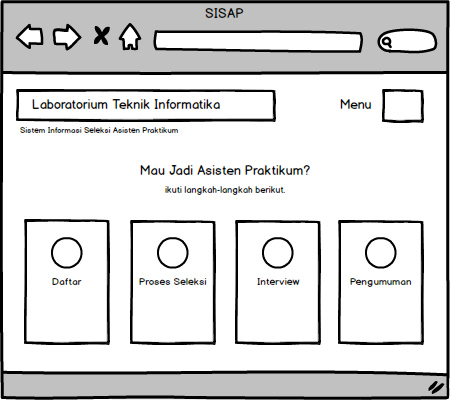 SISAP
Laboratorium Teknik Informatika
Menu
Sistem Informasi Seleksi Asisten Praktikum
Mau Jadi Asisten Praktikum?
ikuti langkah-langkah berikut.
Daftar
Proses Seleksi
Interview
Pengumuman